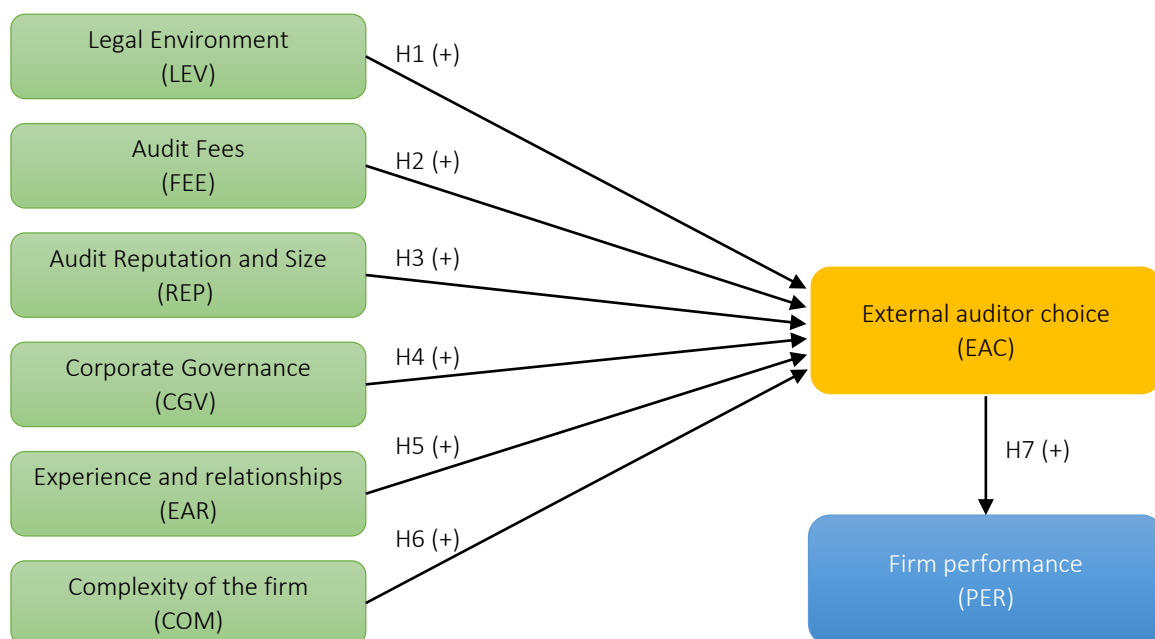 Legal Environment
(LEV)
H1 (+)
Audit Fees
(FEE)
H2 (+)
Audit Reputation and Size
(REP)
H3 (+)
Corporate Governance
(CGV)
H4 (+)
Experience and relationships
(EAR)
H5 (+)
Complexity of the firm
(COM)
H6 (+)
External auditor choice
(EAC)
H7 (+)
Firm performance
(PER)